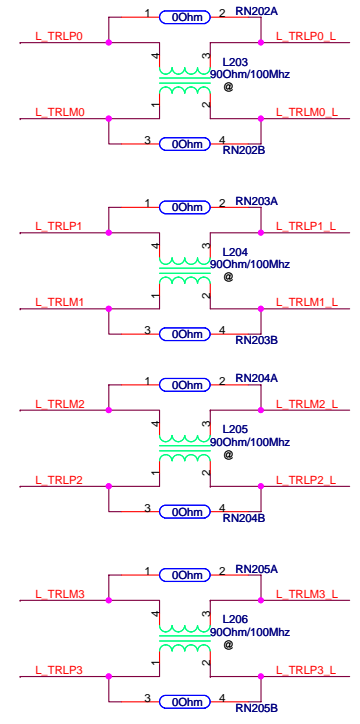 1 0Ohm 2 RN202A
L_TRLP0 L_TRLP0_L
4 3 L203
90Ohm/100Mhz
1 2 @
L_TRLM0 L_TRLM0_L
3 0Ohm 4
RN202B
1 0Ohm 2 RN203A
L_TRLP1 L_TRLP1_L
4 3 L204
90Ohm/100Mhz
1 2 @
L_TRLM1 L_TRLM1_L
3 0Ohm 4
RN203B
1 0Ohm 2 RN204A
L_TRLM2 L_TRLM2_L
4 3 L205
90Ohm/100Mhz
1 2 @
L_TRLP2 L_TRLP2_L
3 0Ohm 4
RN204B
1 0Ohm 2 RN205A
L_TRLM3 L_TRLM3_L
4 3 L206
90Ohm/100Mhz
1 2 @
L_TRLP3 L_TRLP3_L
3 0Ohm 4
RN205B